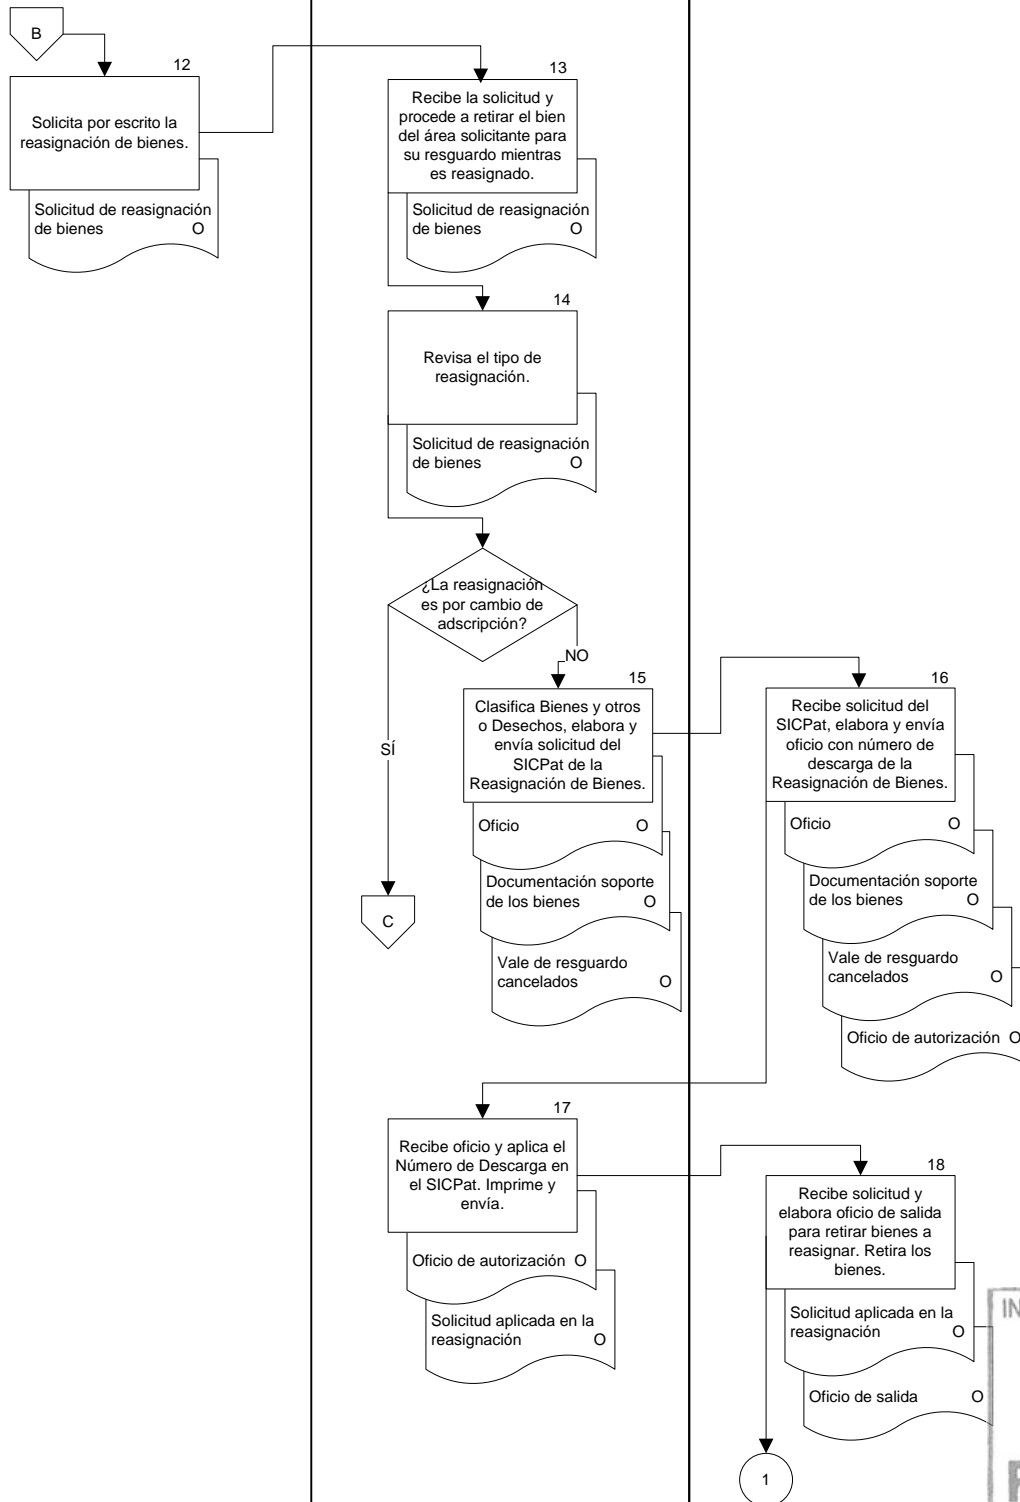 B
12
Solicita por escrito la
reasignación de bienes.
Solicitud de reasignación
de bienes O
13
Recibe la solicitud y
procede a retirar el bien
del área solicitante para
su resguardo mientras
es reasignado.
Solicitud de reasignación
de bienes O
14
Revisa el tipo de
reasignación.
Solicitud de reasignación
de bienes O
¿La reasignación
es por cambio de
adscripción?
NO
SÍ
C
15
Clasifica Bienes y otros
o Desechos, elabora y
envía solicitud del
SICPat de la
Reasignación de Bienes.
Oficio O
Documentación soporte
de los bienes O
Vale de resguardo
cancelados O
16
Recibe solicitud del
SICPat, elabora y envía
oficio con número de
descarga de la
Reasignación de Bienes.
Oficio O
Documentación soporte
de los bienes O
Vale de resguardo
cancelados O
Oficio de autorización O
17
Recibe oficio y aplica el
Número de Descarga en
el SICPat. Imprime y
envía.
Oficio de autorización O
Solicitud aplicada en la
reasignación O
18
Recibe solicitud y
elabora oficio de salida
para retirar bienes a
reasignar. Retira los
bienes.
Solicitud aplicada en la
reasignación O
Oficio de salida O
1
IN